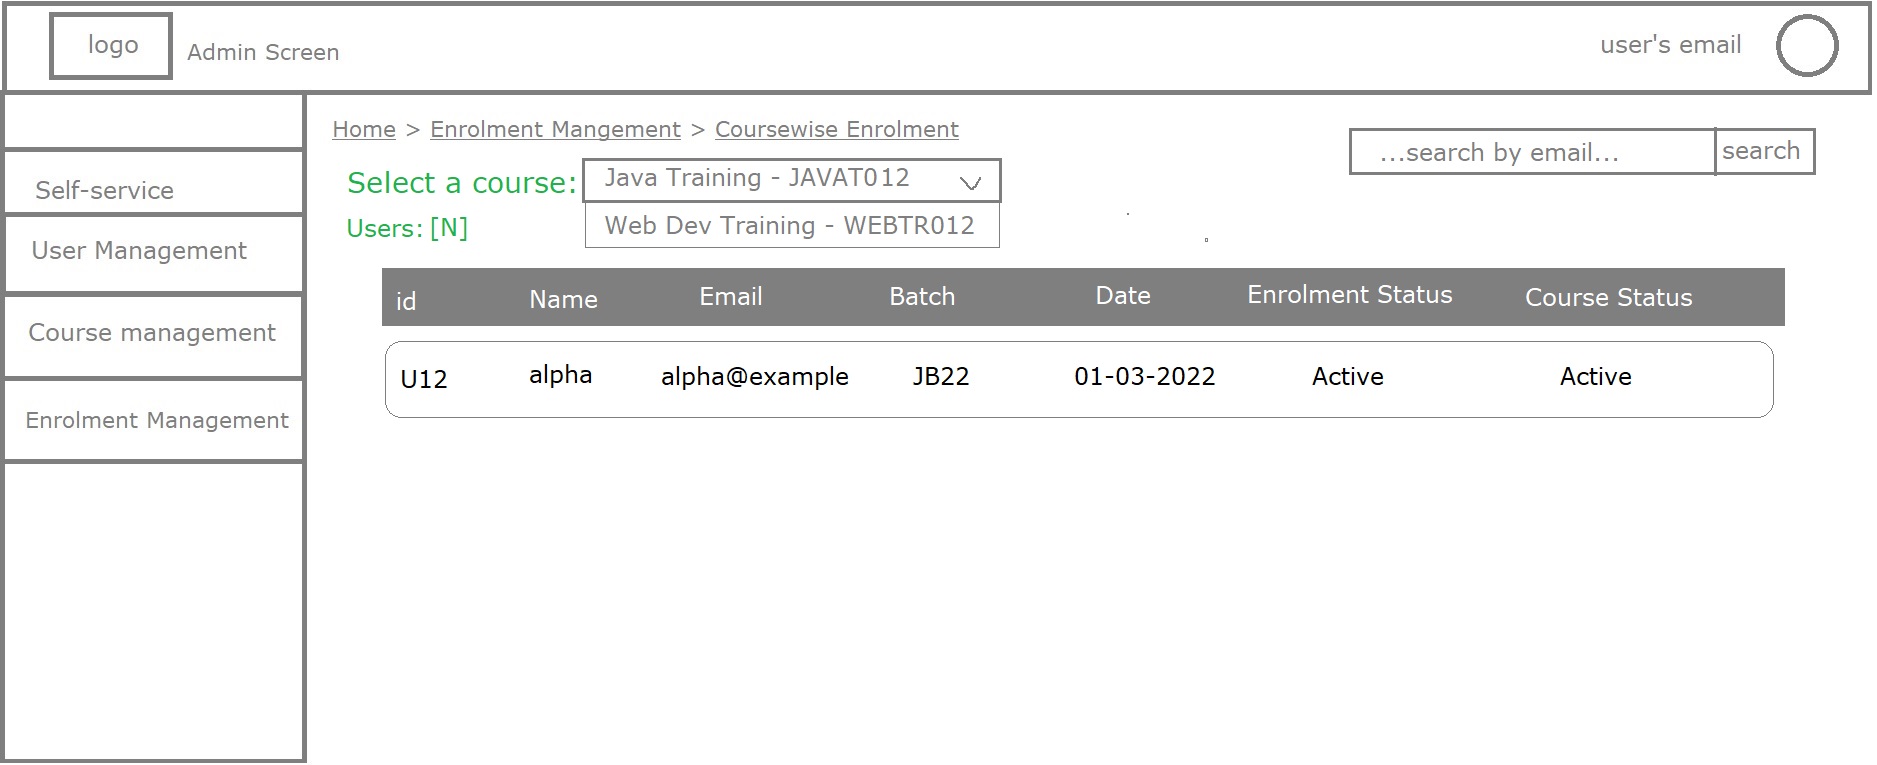 logo
Admin Screen
user's email
Self-service
User Management
Course management
Enrolment Management
Home > Enrolment Mangement > Coursewise Enrolment
...search by email...
search
Select a course:
Java Training - JAVAT012
Web Dev Training - WEBTR012
Users: [N]
id Name Email Batch Date Enrolment Status Course Status
U12 alpha alpha@example JB22 01-03-2022 Active Active